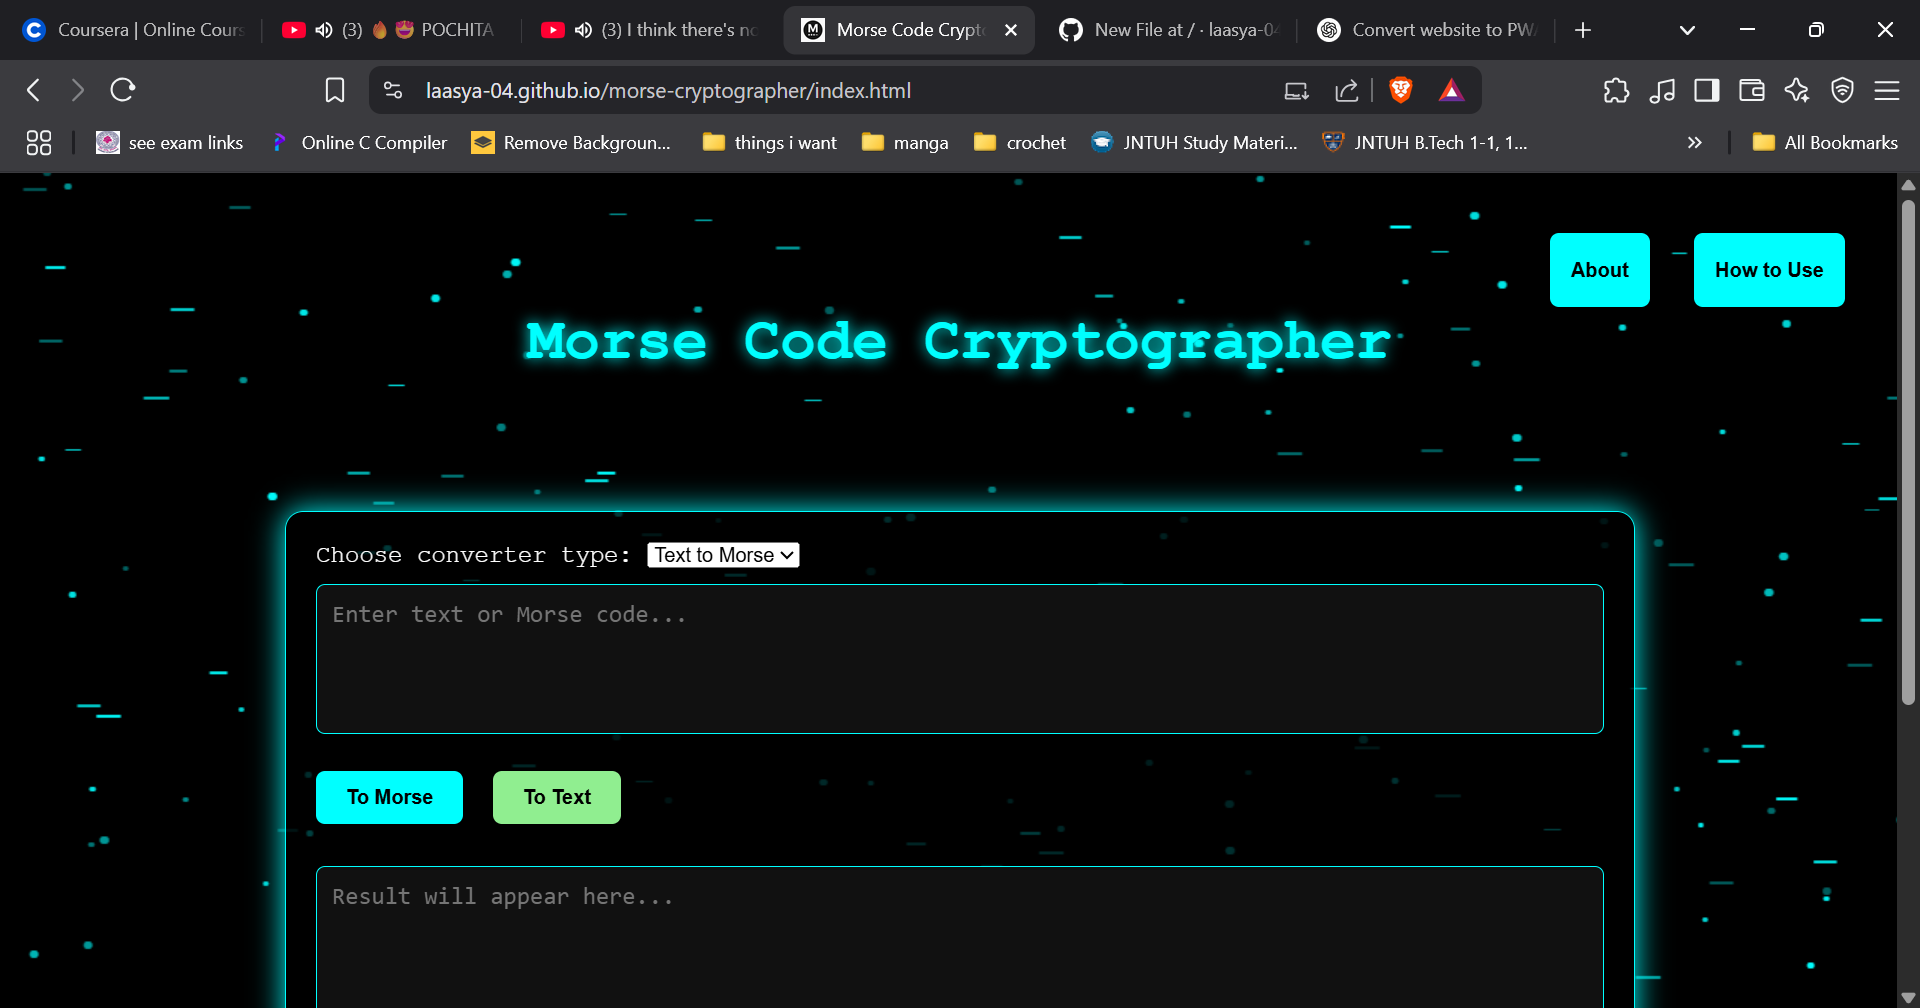 Coursera | Online Cours
(3) 🔥 😈 POCHITA
(3) I think there's no
Morse Code Crypto
New File at / · laasya-04
Convert website to PWA
laasya-04.github.io/morse-cryptographer/index.html
see exam links
Online C Compiler
Remove Backgroun...
things i want
manga
crochet
JNTUH Study Materi...
JNTUH B.Tech 1-1, 1...
All Bookmarks
About
How to Use
Morse Code Cryptographer
Choose converter type: Text to Morse
Enter text or Morse code...
To Morse
To Text
Result will appear here...